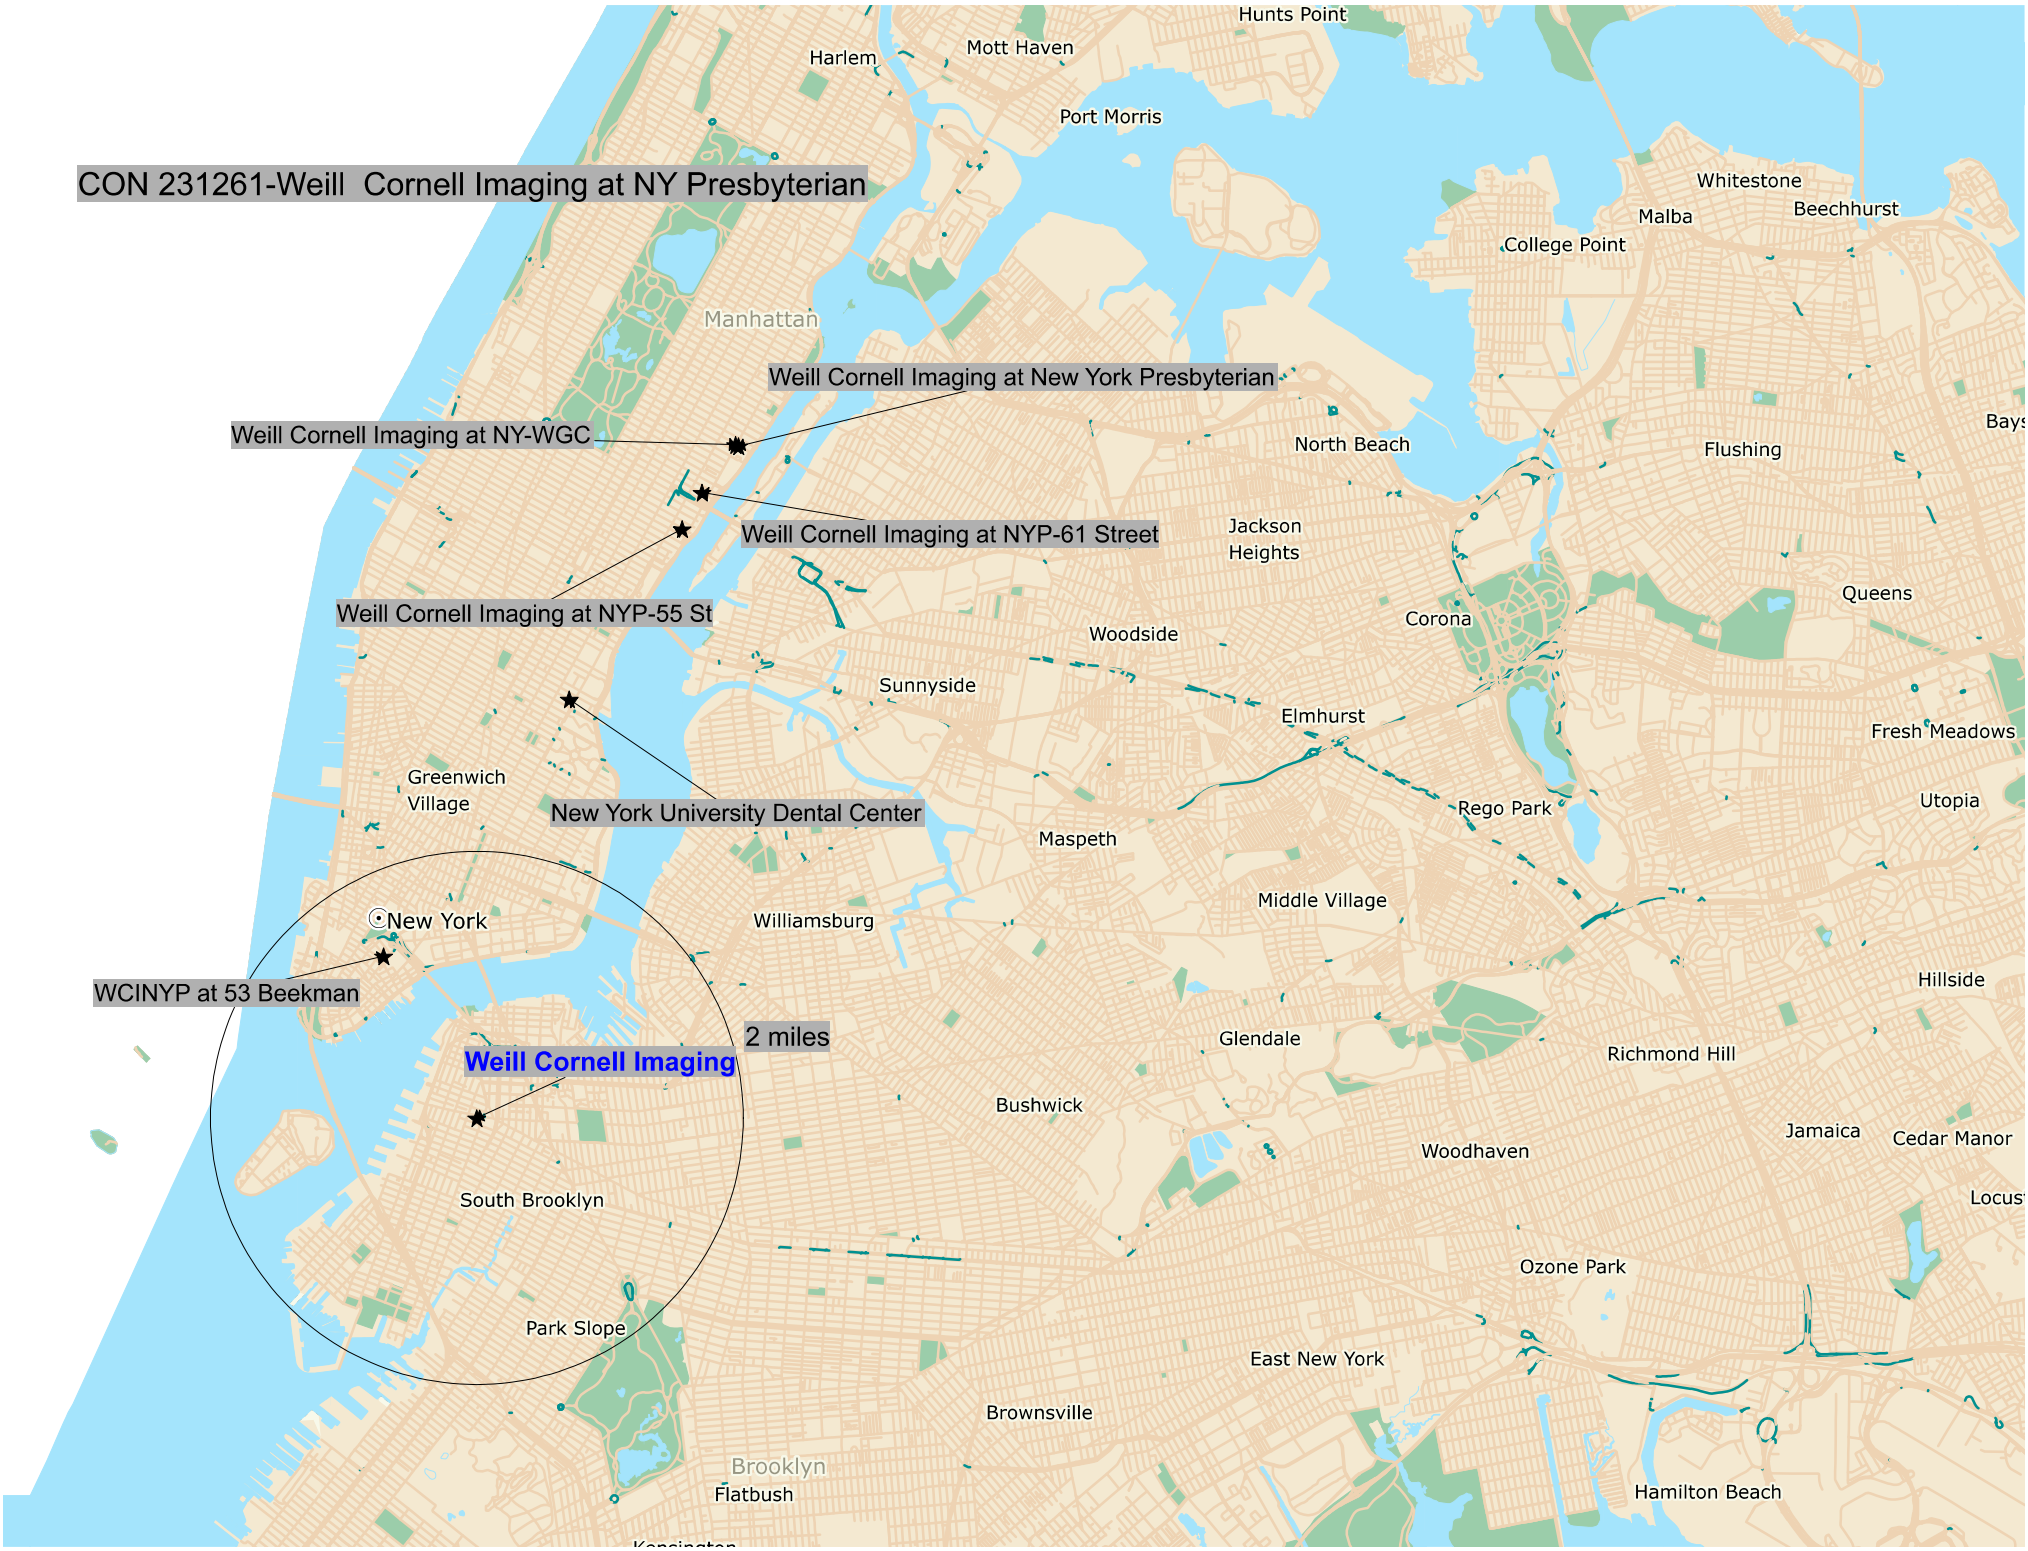 Hunts Point
Mott Haven
Harlem
Port Morris
CON 231261-Weill  Cornell Imaging at NY Presbyterian
Whitestone
Malba
Beechhurst
College Point
Manhattan
Weill Cornell Imaging at New York Presbyterian
Weill Cornell Imaging at NY-WGC
North Beach
Flushing
Bays
Weill Cornell Imaging at NYP-61 Street
Jackson
Heights
Weill Cornell Imaging at NYP-55 St
Woodside
Corona
Queens
Sunnyside
Elmhurst
Fresh Meadows
Greenwich
Village
New York University Dental Center
Rego Park
Utopia
Maspeth
Middle Village
New York
Williamsburg
WCINYP at 53 Beekman
Hillside
2 miles
Weill Cornell Imaging
Glendale
Richmond Hill
Bushwick
Jamaica
Cedar Manor
Woodhaven
South Brooklyn
Locust
Ozone Park
Park Slope
East New York
Brownsville
Brooklyn
Flatbush
Hamilton Beach
Kensington